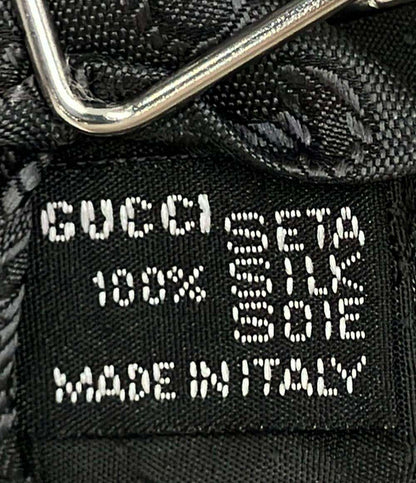 GUCCI SETA
100% SILK
SOIE
MADE IN ITALY